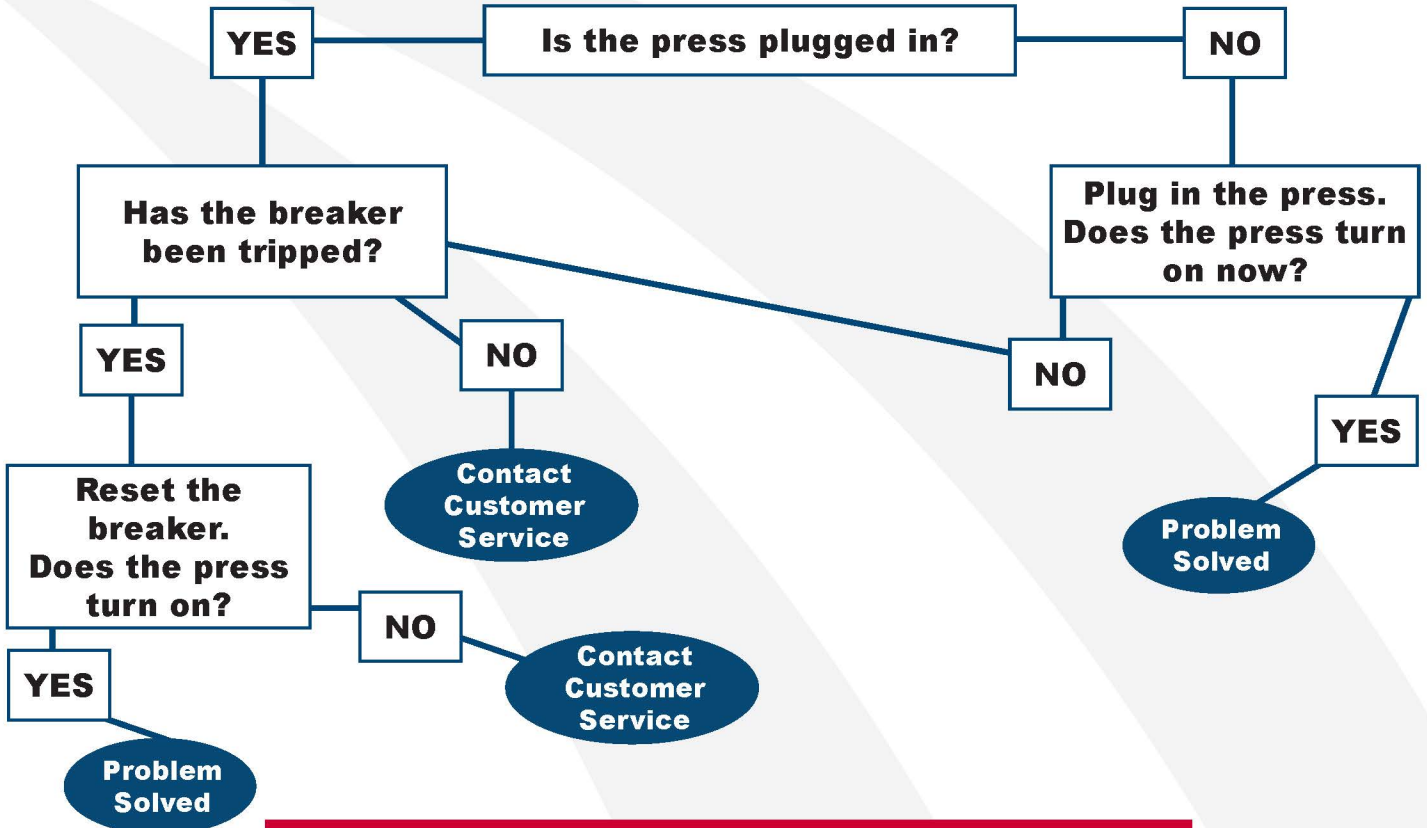 YES
Is the press plugged in?
NO
Has the breaker
been tripped?
Plug in the press.
Does the press turn
on now?
YES
NO
NO
YES
Contact
Customer
Service
Reset the
breaker.
Does the press
turn on?
Problem
Solved
NO
YES
Contact
Customer
Service
Problem
Solved